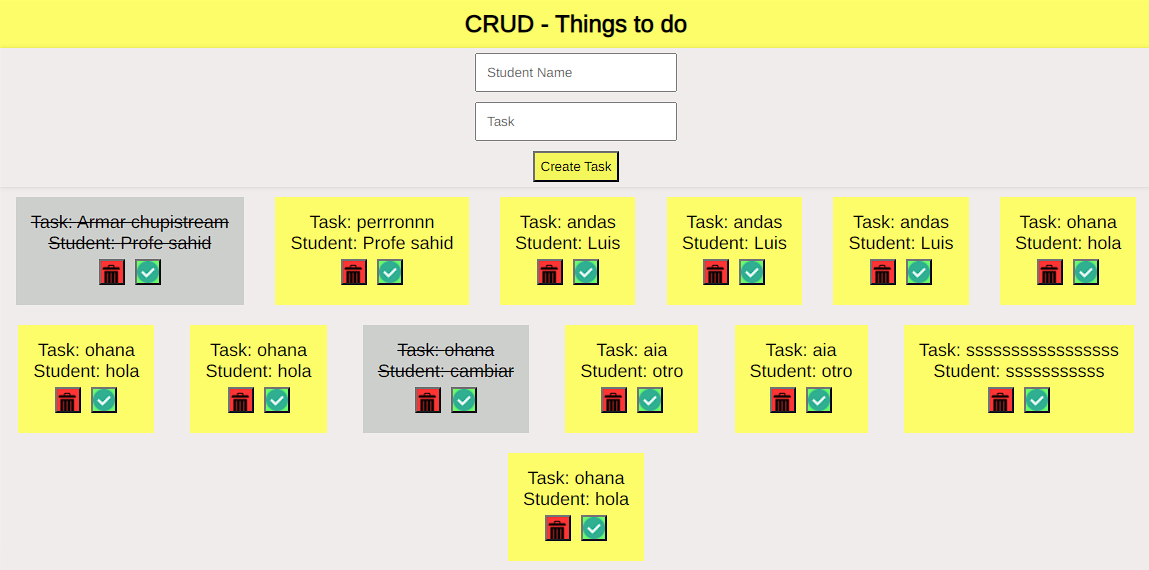 CRUD - Things to do
Student Name
Task
Create Task
Task: Armar chupistream
Student: Profe sahid
Task: perrronnn
Student: Profe sahid
Task: andas
Student: Luis
Task: andas
Student: Luis
Task: andas
Student: Luis
Task: ohana
Student: hola
Task: ohana
Student: hola
Task: ohana
Student: hola
Task: ohana
Student: cambiar
Task: aia
Student: otro
Task: aia
Student: otro
Task: sssssssssssssssss
Student: sssssssssss
Task: ohana
Student: hola